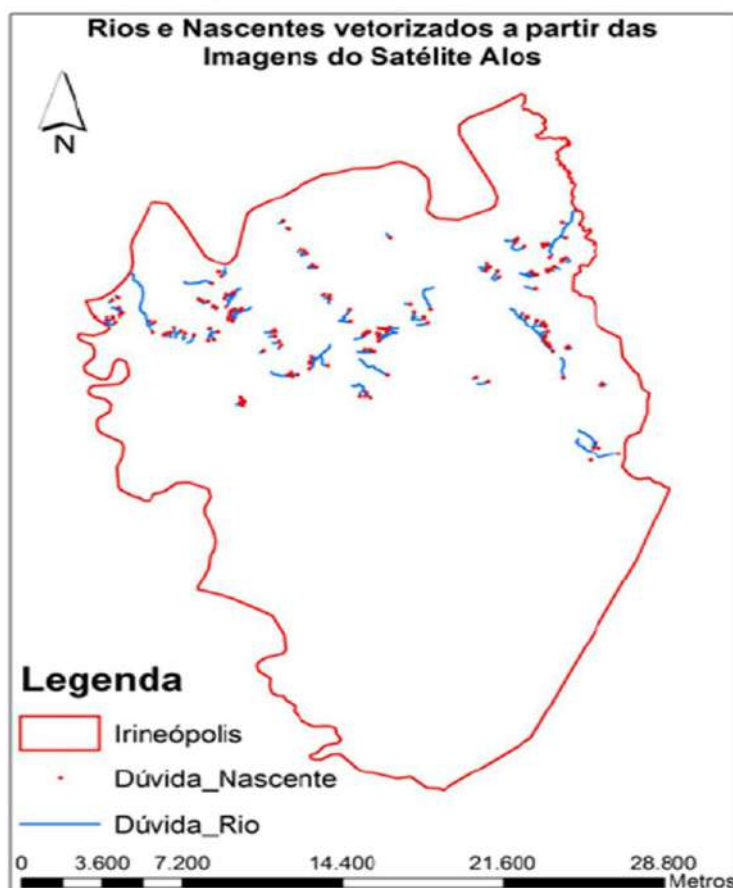 Rios e Nascentes vetorizados a partir das
Imagens do Satélite Alos
N
Legenda
Irineópolis
Dúvida_Nascente
Dúvida_Rio
0 3.600 7.200 14.400 21.600 28.800
Metros